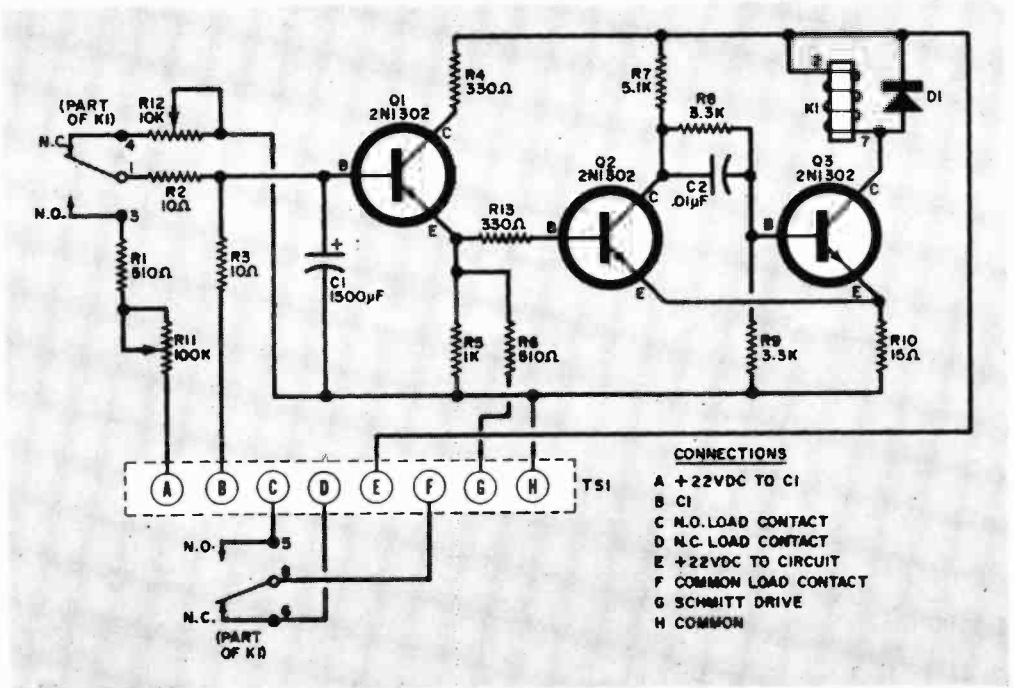 (PART
OF K1)
N.C.
4
R12
10K
1
R2
10Ω
N.O.
3
R1
510Ω
R11
100K
R3
10Ω
+
C1
1500µF
Q1
2N1302
B
C
E
R4
330Ω
R13
330Ω
R5
1K
R6
510Ω
Q2
2N1302
B
C
E
R7
5.1K
R8
3.3K
C2
.01µF
R9
3.3K
Q3
2N1302
B
C
E
R10
15Ω
K1
7
D1
A
B
C
D
E
F
G
H
TS1
N.O.
5
8
N.C.
6
(PART
OF K1)
CONNECTIONS
A +22VDC TO C1
B C1
C N.O. LOAD CONTACT
D N.C. LOAD CONTACT
E +22VDC TO CIRCUIT
F COMMON LOAD CONTACT
G SCHMITT DRIVE
H COMMON